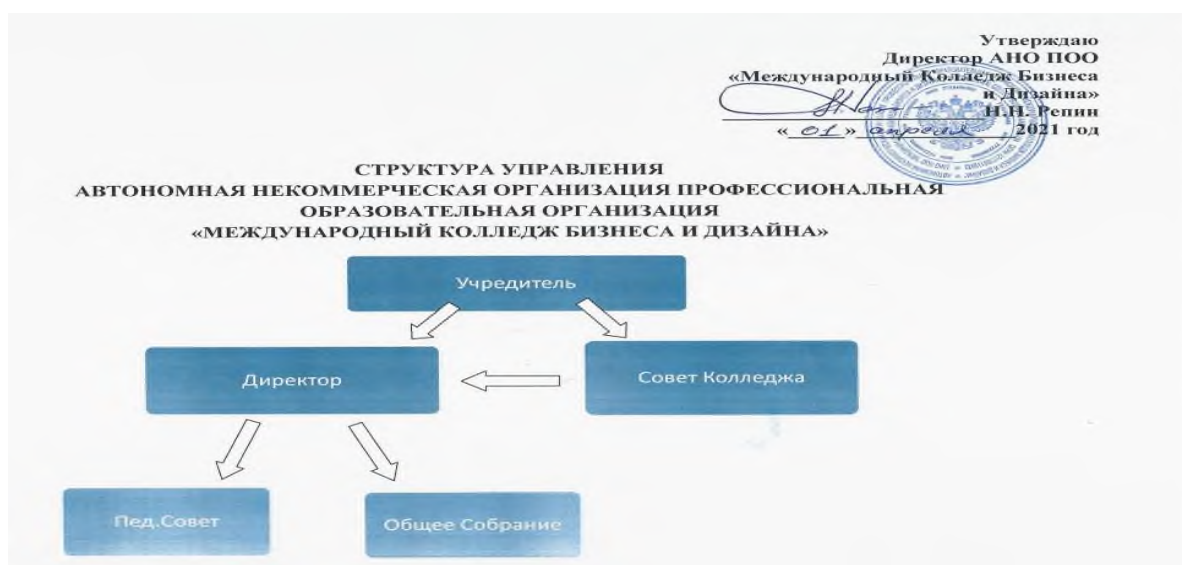 Утверждаю
Директор АНО ПОО
«Международный Колледж Бизнеса
и Дизайна»
Н.Н. Репин
« 01 » апреля 2021 год
СТРУКТУРА УПРАВЛЕНИЯ
АВТОНОМНАЯ НЕКОММЕРЧЕСКАЯ ОРГАНИЗАЦИЯ ПРОФЕССИОНАЛЬНАЯ
ОБРАЗОВАТЕЛЬНАЯ ОРГАНИЗАЦИЯ
«МЕЖДУНАРОДНЫЙ КОЛЛЕДЖ БИЗНЕСА И ДИЗАЙНА»
Учредитель
Директор
Совет Колледжа
Пед.Совет
Общее Собрание